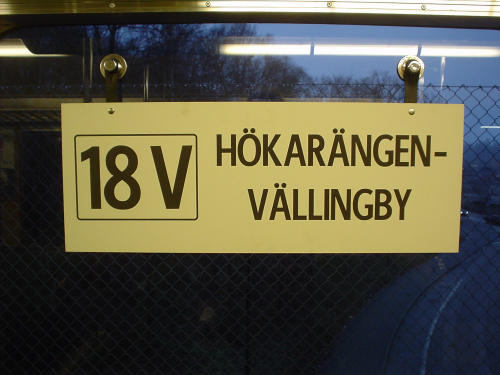 18 V
HÖKARÄNGEN-
VÄLLINGBY